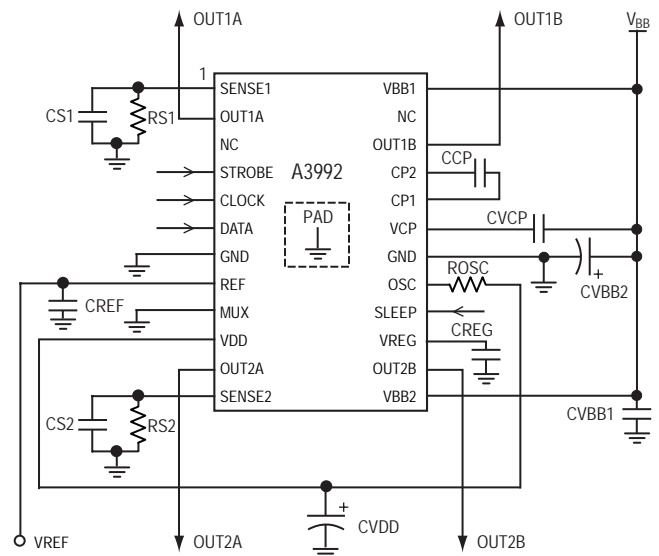 OUT1A
OUT1B
VBB
1
SENSE1
OUT1A
NC
STROBE
CLOCK
DATA
GND
REF
MUX
VDD
OUT2A
SENSE2
A3992
PAD
VBB1
NC
OUT1B
CP2
CP1
VCP
GND
OSC
SLEEP
VREG
OUT2B
VBB2
CS1
RS1
CREF
CS2
RS2
CCP
CVCP
ROSC
+
CVBB2
CREG
CVBB1
+
CVDD
VREF
OUT2A
OUT2B